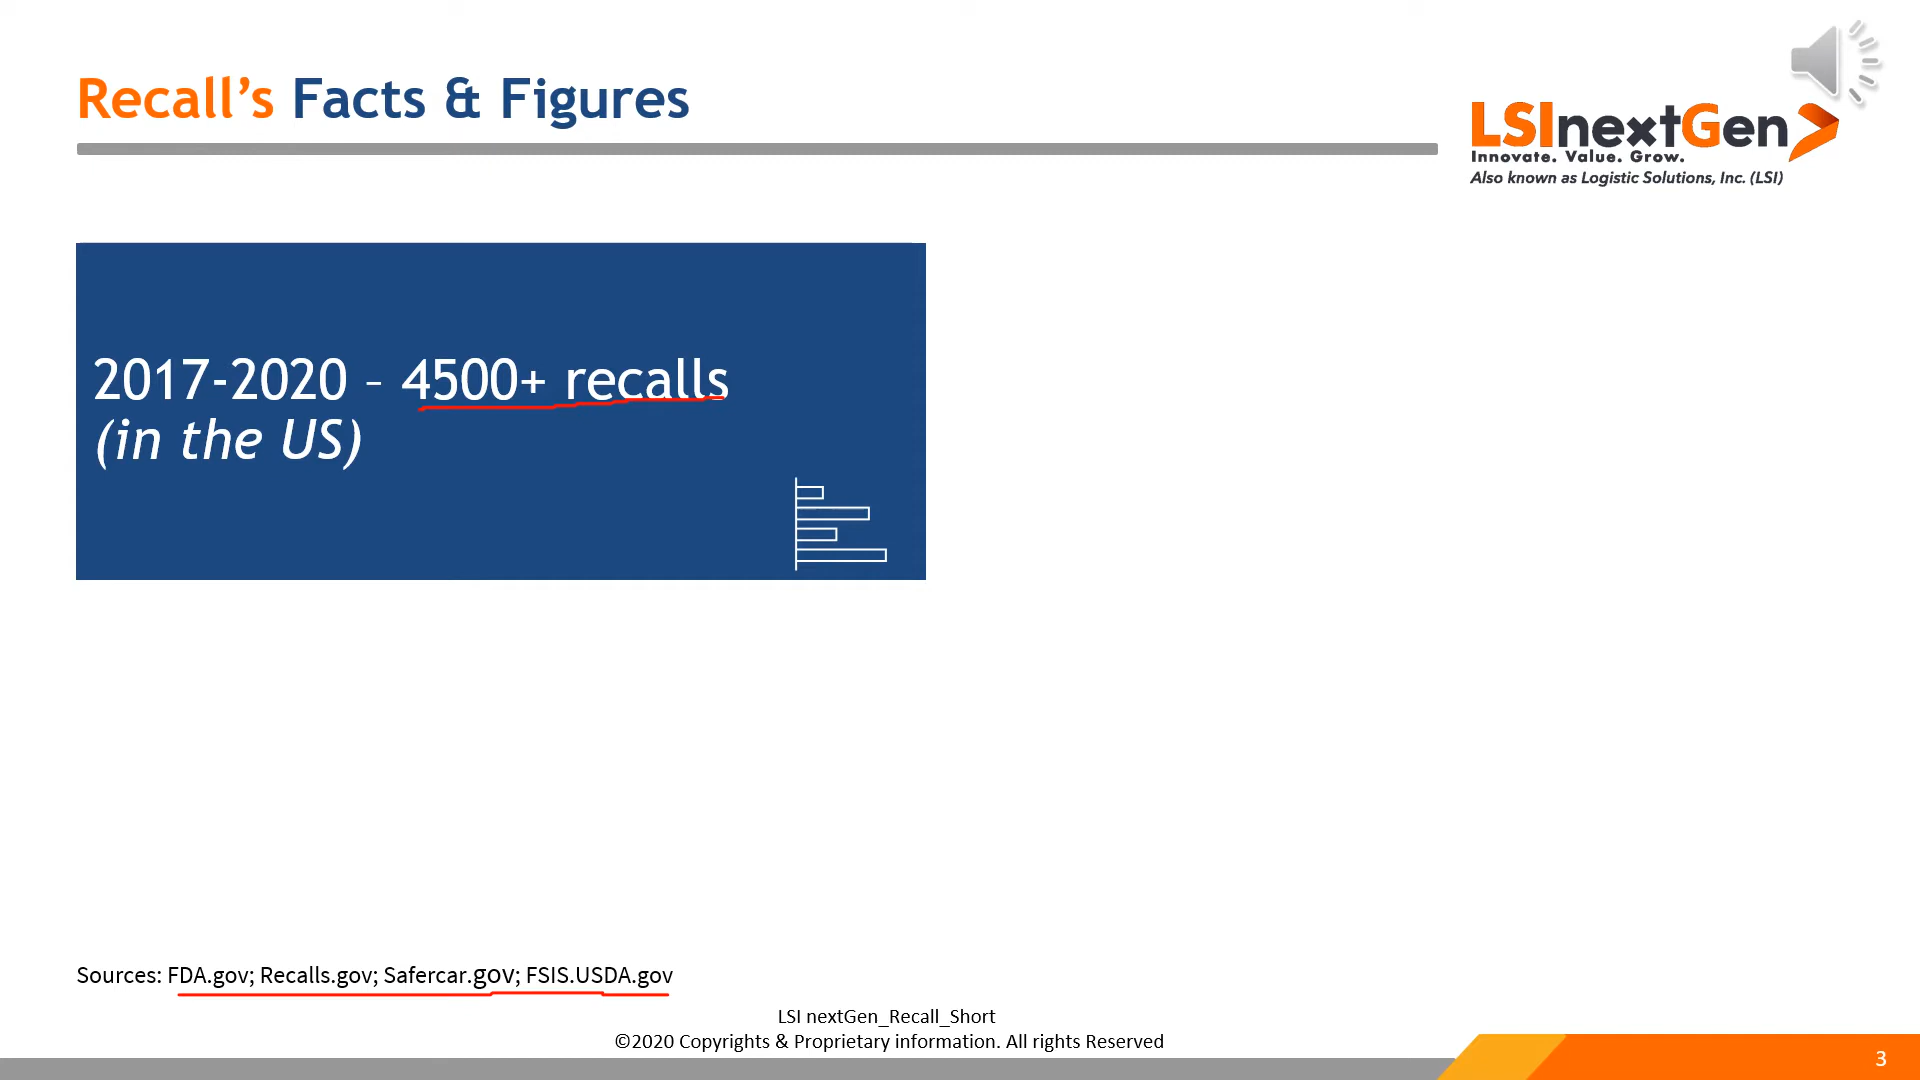 Recall’s Facts & Figures
LSInextGen
Innovate. Value. Grow.
Also known as Logistic Solutions, Inc. (LSI)
2017-2020 – 4500+ recalls
(in the US)
Sources: FDA.gov; Recalls.gov; Safercar.gov; FSIS.USDA.gov
LSI nextGen_Recall_Short
©2020 Copyrights & Proprietary information. All rights Reserved
3